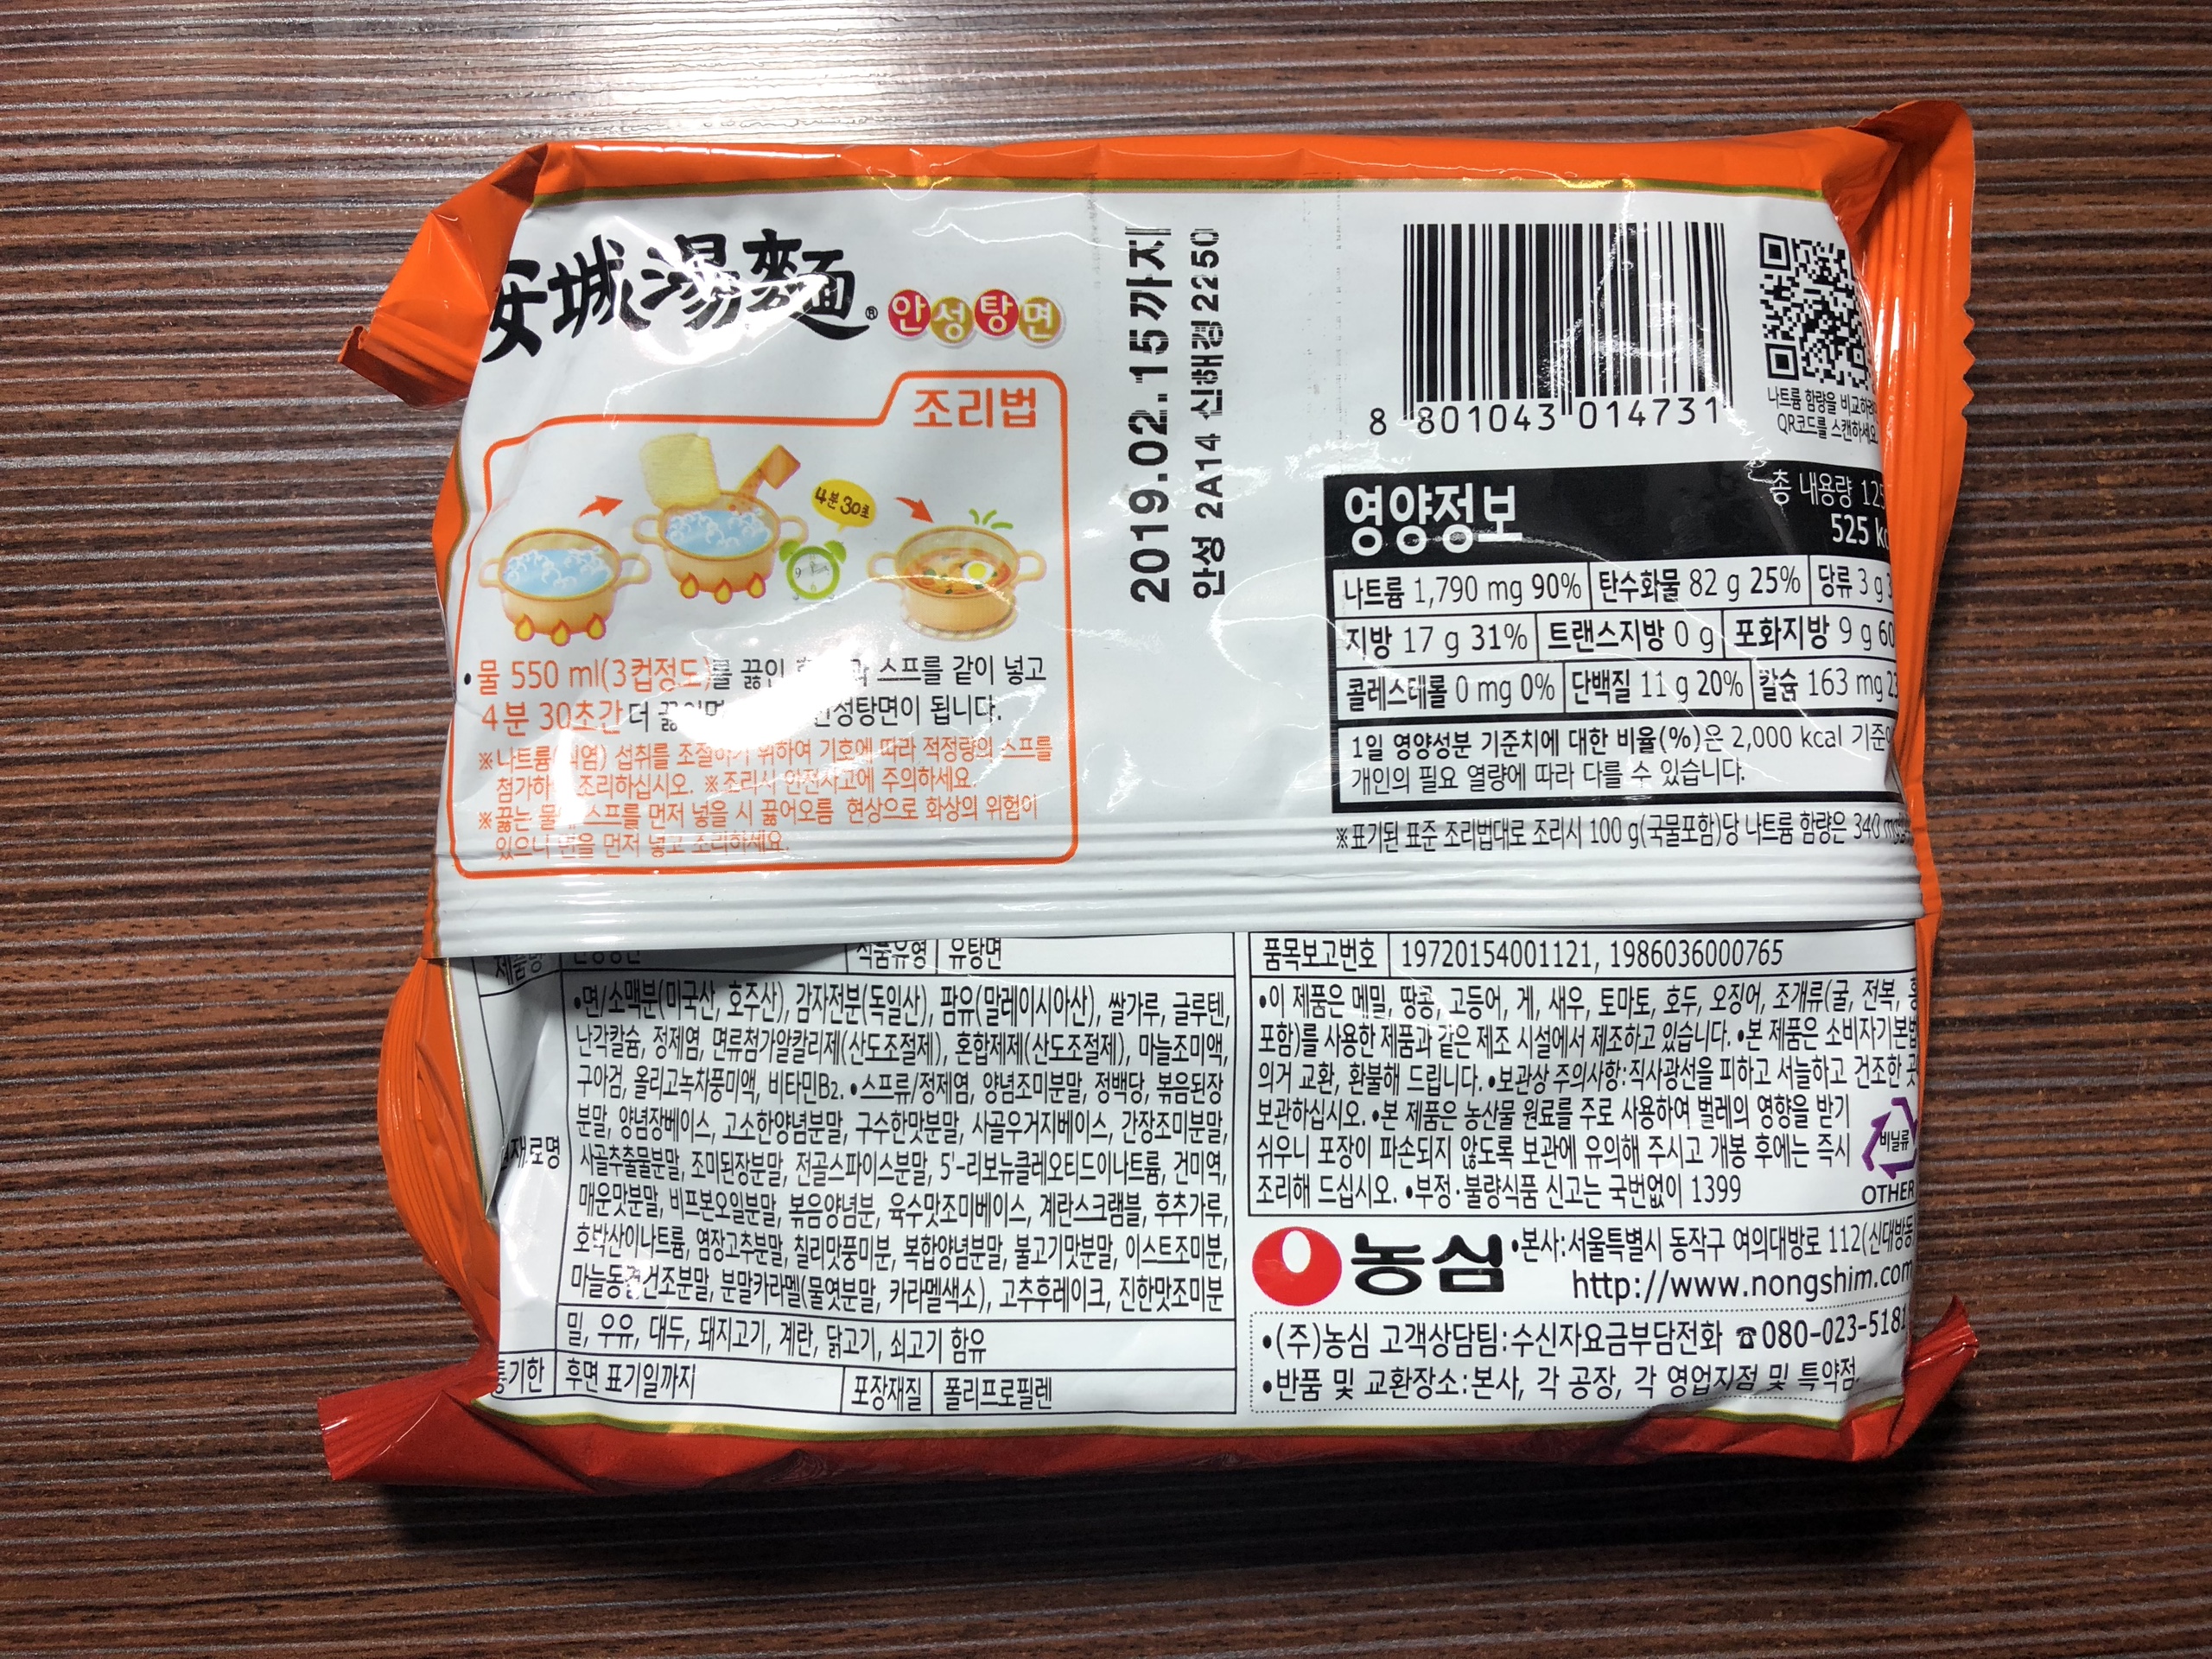 安城湯麵® 안성탕면
조리법
4분 30초
• 물 550 ml(3컵정도)를 끓인 스프를 같이 넣고
4분 30초간 더 안성탕면이 됩니다.
※나트륨(식염) 섭취를 조절하기 위하여 기호에 따라 적정량의 스프를
조리하십시오. ※조리시 안전사고에 주의하세요.
※끓는 물 스프를 먼저 넣을 시 끓어오름 현상으로 화상의 위험이
있으니 면을 먼저 넣고 조리하세요.
2019.02.15까지
안성 2A14 신해경2250
8 801043 014731
나트륨 함량을
QR코드를 스캔하세요
영양정보
총 내용량
525
나트륨 1,790 mg 90% 탄수화물 82 g 25% 당류 3 g
지방 17 g 31% 트랜스지방 0 g 포화지방 9 g
콜레스테롤 0 mg 0% 단백질 11 g 20% 칼슘 163 mg
1일 영양성분 기준치에 대한 비율(%)은 2,000 kcal
개인의 필요 열량에 따라 다를 수 있습니다.
※표기된 표준 조리법대로 조리시 100 g(국물포함)당 나트륨 함량은 340
식품유형 유탕면
•면/소맥분(미국산, 호주산), 감자전분(독일산), 팜유(말레이시아산), 쌀가루, 글루텐,
난각칼슘, 정제염, 면류첨가알칼리제(산도조절제), 혼합제제(산도조절제), 마늘조미액,
구아검, 올리고녹차풍미액, 비타민B₂. •스프류/정제염, 양념조미분말, 정백당, 볶음된장
분말, 양념장베이스, 고소한양념분말, 구수한맛분말, 사골우거지베이스, 간장조미분말,
사골추출물분말, 조미된장분말, 전골스파이스분말, 5'-리보뉴클레오티드이나트륨, 건미역,
매운맛분말, 비프본오일분말, 볶음양념분, 육수맛조미베이스, 계란스크램블, 후추가루,
호박산이나트륨, 염장고추분말, 칠리맛풍미분, 복합양념분말, 불고기맛분말, 이스트조미분,
마늘동결건조분말, 분말카라멜(물엿분말, 카라멜색소), 고추후레이크, 진한맛조미분
밀, 우유, 대두, 돼지고기, 계란, 닭고기, 쇠고기 함유
통기한 후면 표기일까지 포장재질 폴리프로필렌
품목보고번호 19720154001121, 1986036000765
•이 제품은 메밀, 땅콩, 고등어, 게, 새우, 토마토, 호두, 오징어, 조개류(굴, 전복,
포함)를 사용한 제품과 같은 제조 시설에서 제조하고 있습니다. •본 제품은 소비자기본법
의거 교환, 환불해 드립니다. •보관상 주의사항:직사광선을 피하고 서늘하고 건조한 곳
보관하십시오. •본 제품은 농산물 원료를 주로 사용하여 벌레의 영향을 받기
쉬우니 포장이 파손되지 않도록 보관에 유의해 주시고 개봉 후에는 즉시
조리해 드십시오. •부정·불량식품 신고는 국번없이 1399
비닐류
OTHER
농심
•본사:서울특별시 동작구 여의대방로 112(신대방동
http://www.nongshim.com
•(주)농심 고객상담팀:수신자요금부담전화 ☎080-023-5181
•반품 및 교환장소:본사, 각 공장, 각 영업지점 및 특약점